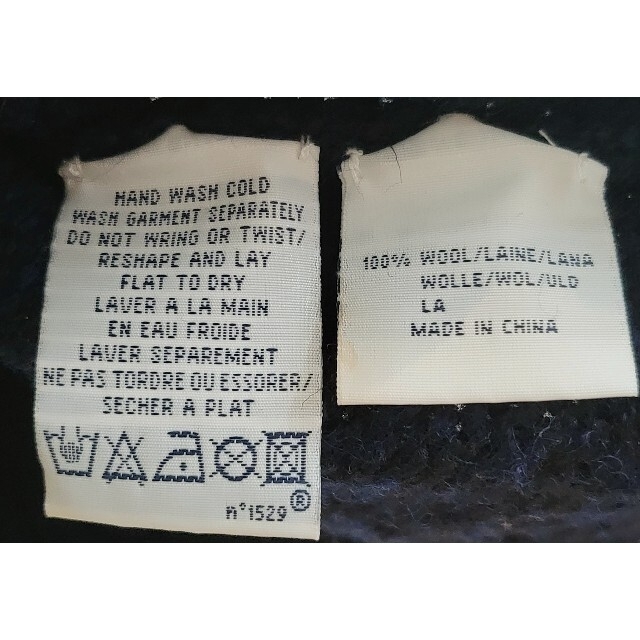 HAND WASH COLD
WASH GARMENT SEPARATELY
DO NOT WRING OR TWIST/
RESHAPE AND LAY
FLAT TO DRY
LAVER A LA MAIN
EN EAU FROIDE
LAVER SEPAREMENT
NE PAS TORDRE OU ESSORER/
SECHER A PLAT
n°1529®
100% WOOL/LAINE/LANA
WOLLE/WOL/ULD
LA
MADE IN CHINA